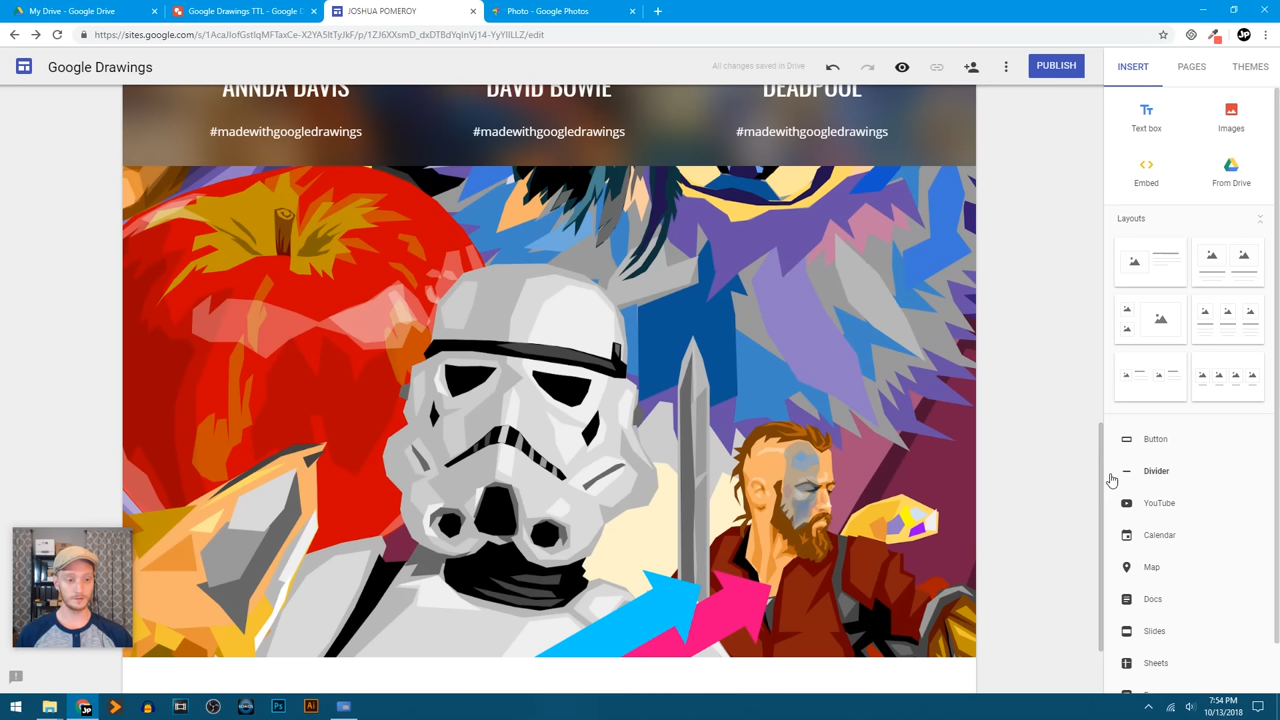 My Drive - Google Drive
Google Drawings TTL - Google D
JOSHUA POMEROY
Photo - Google Photos
Google Drawings
All changes saved in Drive
PUBLISH
INSERT
PAGES
THEMES
ANNDA DAVIS
DAVID BOWIE
DEADPOOL
#madewithgoogledrawings
#madewithgoogledrawings
#madewithgoogledrawings
Text box
Images
Embed
From Drive
Layouts
Button
Divider
YouTube
Calendar
Map
Docs
Slides
Sheets
7:54 PM
10/13/2018